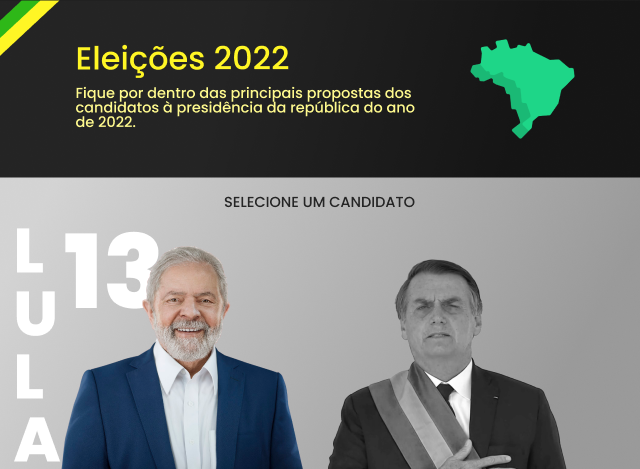 Eleições 2022
Fique por dentro das principais propostas dos
candidatos à presidência da república do ano
de 2022.
SELECIONE UM CANDIDATO
LULA
13